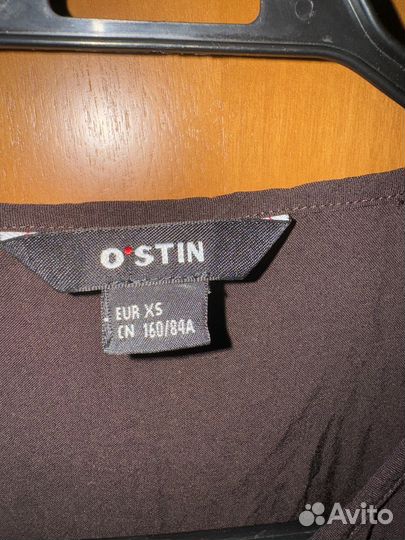 O'STIN
EUR XS
CN 160/84A
Avito